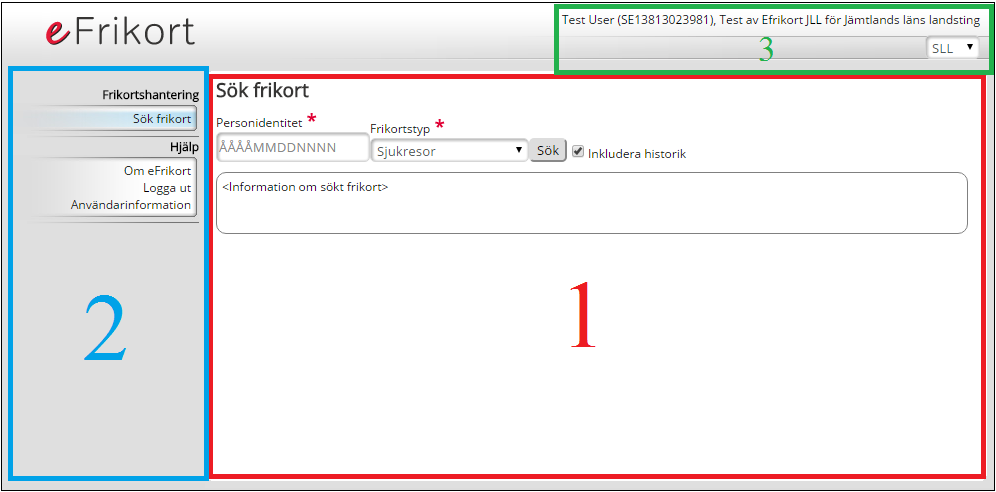 eFrikort
Test User (SE13813023981), Test av Efrikort JLL för Jämtlands läns landsting
3
SLL
Frikortshantering
Sök frikort
Hjälp
Om eFrikort
Logga ut
Användarinformation
2
Sök frikort
Personidentitet *
Frikortstyp *
ÅÅÅÅMMDDNNNN
Sjukresor
Sök
Inkludera historik
<Information om sökt frikort>
1